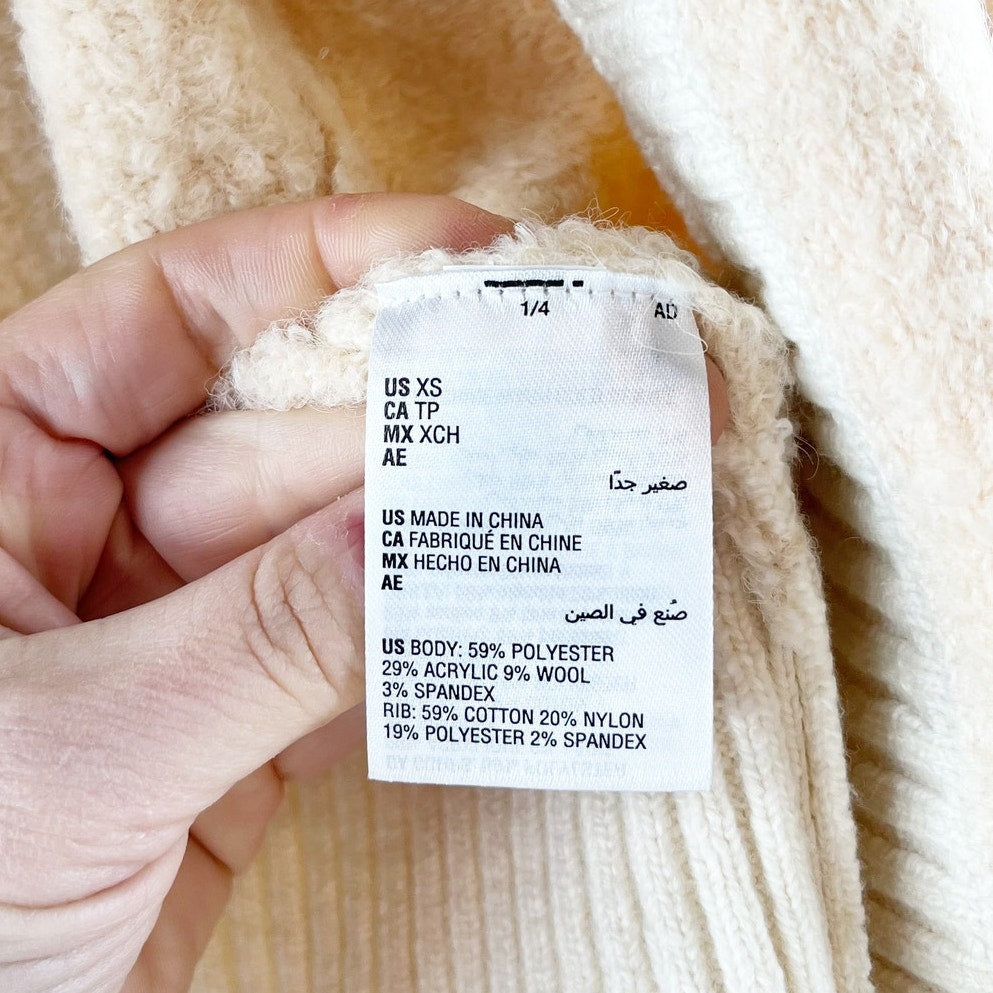 1/4 AD
US XS
CA TP
MX XCH
AE
صغير جدًا
US MADE IN CHINA
CA FABRIQUÉ EN CHINE
MX HECHO EN CHINA
AE
صُنع في الصين
US BODY: 59% POLYESTER
29% ACRYLIC 9% WOOL
3% SPANDEX
RIB: 59% COTTON 20% NYLON
19% POLYESTER 2% SPANDEX